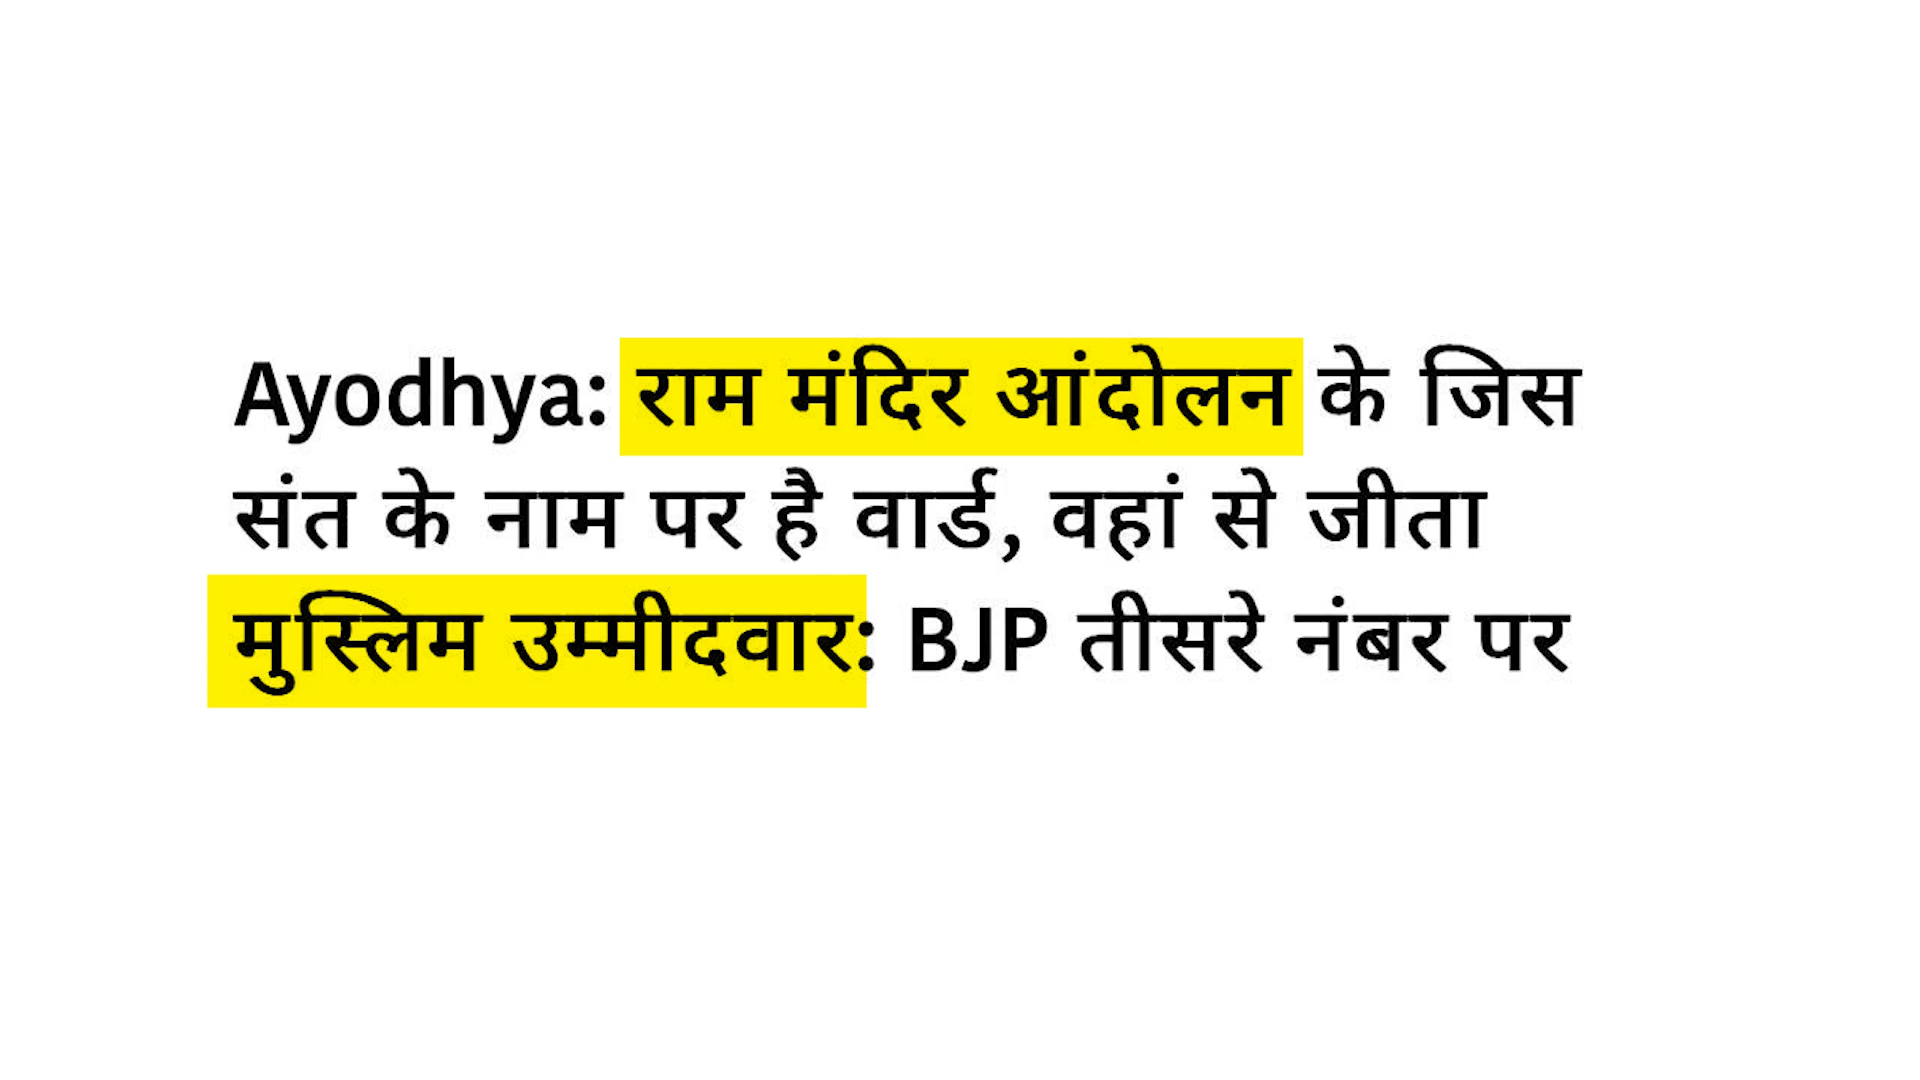 Ayodhya: राम मंदिर आंदोलन के जिस
संत के नाम पर है वार्ड, वहां से जीता
मुस्लिम उम्मीदवार: BJP तीसरे नंबर पर